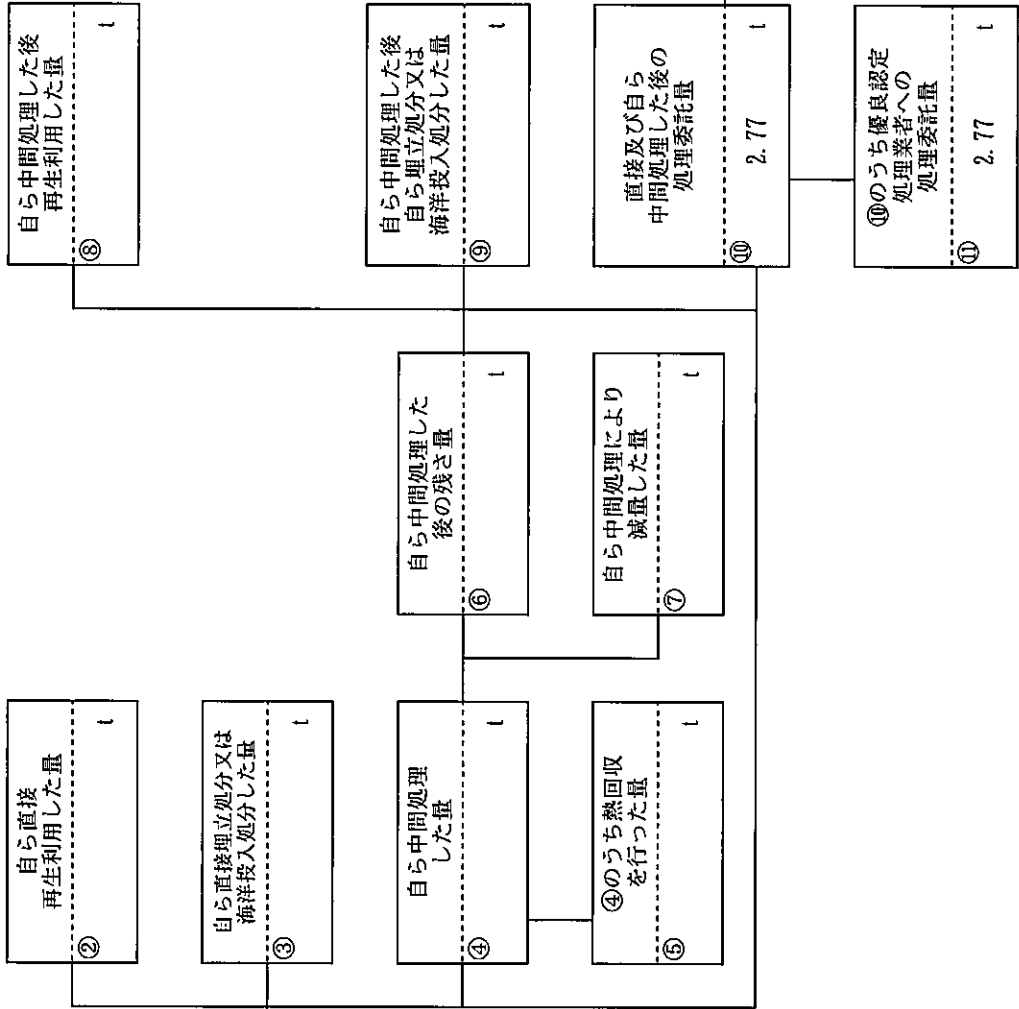 自ら直接
再生利用した量
②
t
自ら直接埋立処分又は
海洋投入処分した量
③
t
自ら中間処理
した量
④
t
④のうち熱回収
を行った量
⑤
t
自ら中間処理した
後の残さ量
⑥
t
自ら中間処理により
減量した量
⑦
t
自ら中間処理した後
再生利用した量
⑧
t
自ら中間処理した後
自ら埋立処分又は
海洋投入処分した量
⑨
t
直接及び自ら
中間処理した後の
処理委託量
⑩
2.77
t
⑩のうち優良認定
処理業者への
処理委託量
⑪
2.77
t